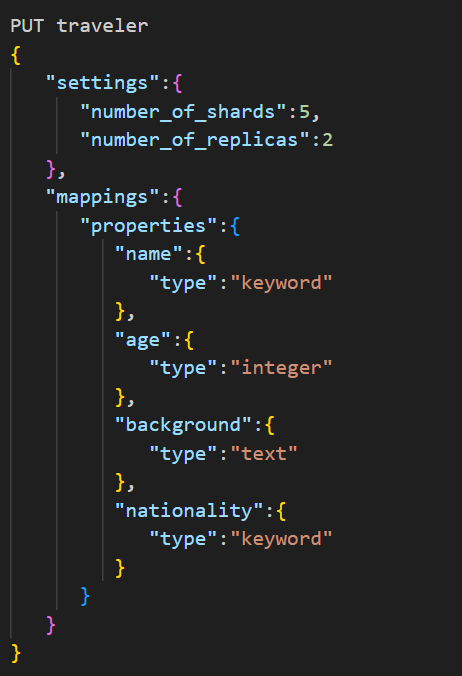 PUT traveler
{
   "settings":{
      "number_of_shards":5,
      "number_of_replicas":2
   },
   "mappings":{
      "properties":{
         "name":{
            "type":"keyword"
         },
         "age":{
            "type":"integer"
         },
         "background":{
            "type":"text"
         },
         "nationality":{
            "type":"keyword"
         }
      }
   }
}